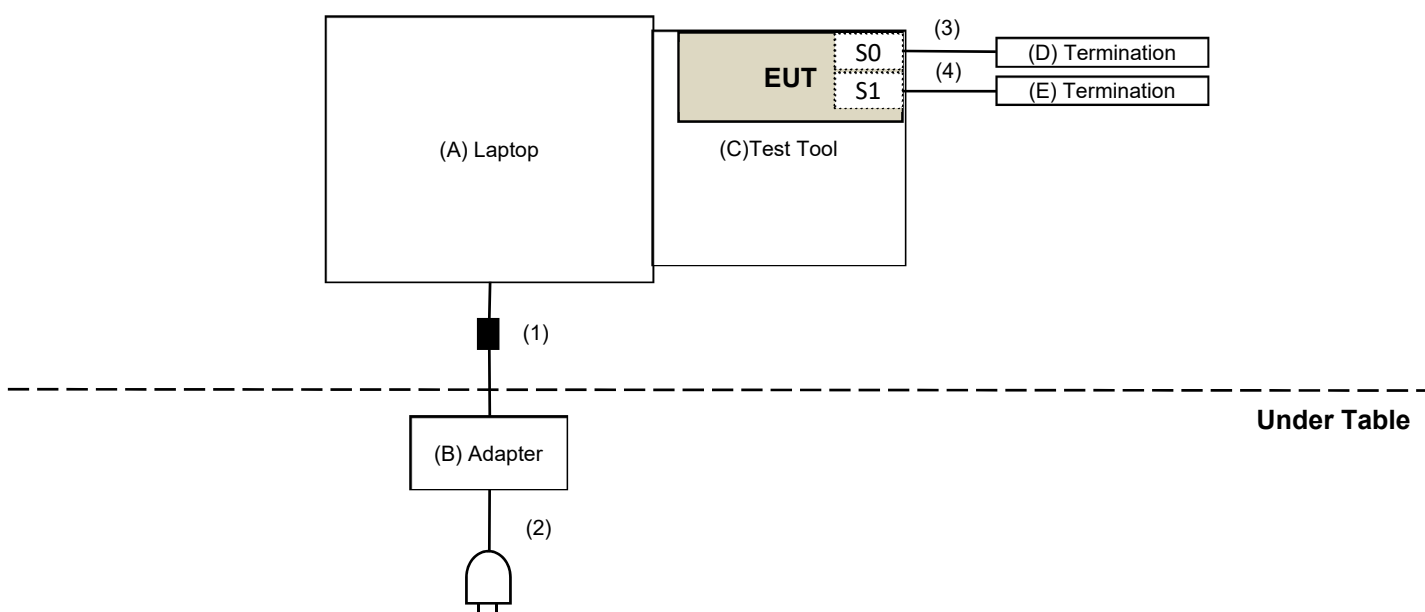 (3)
S0
(D) Termination
EUT
(4)
S1
(E) Termination
(A) Laptop
(C)Test Tool
(1)
Under Table
(B) Adapter
(2)